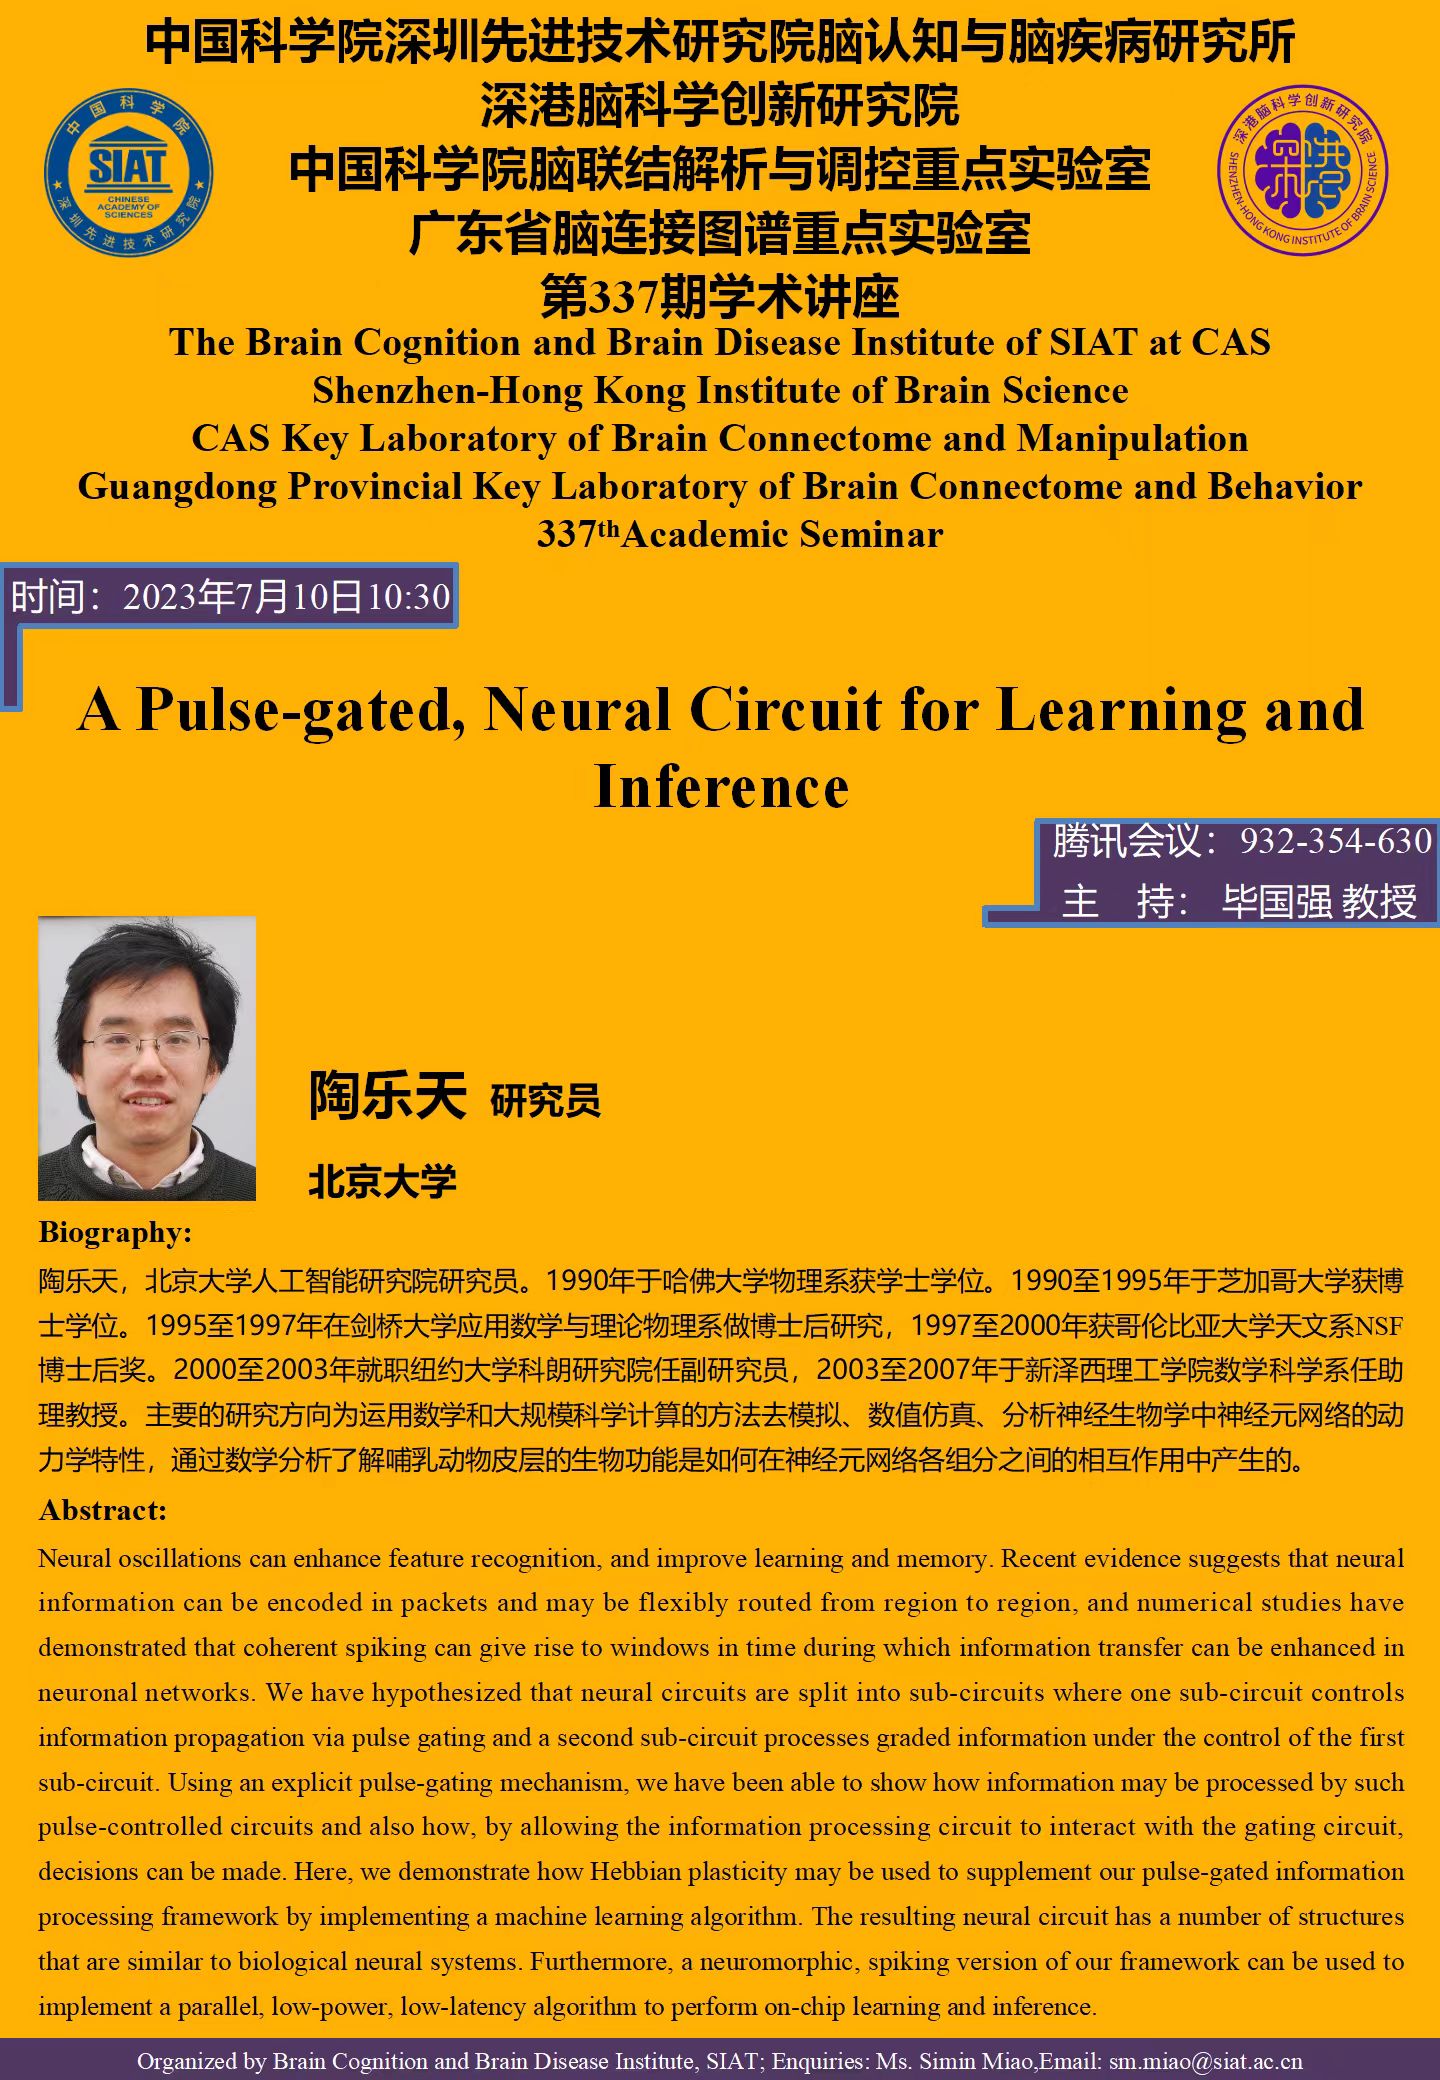 中国科学院深圳先进技术研究院脑认知与脑疾病研究所
深港脑科学创新研究院
中国科学院脑联结解析与调控重点实验室
广东省脑连接图谱重点实验室
第337期学术讲座
中国科学院
SIAT
CHINESE
ACADEMY OF
SCIENCES
深圳先进技术研究院
深港脑科学创新研究院
深港
SHENZHEN-HONG KONG INSTITUTE OF BRAIN SCIENCE
The Brain Cognition and Brain Disease Institute of SIAT at CAS
Shenzhen-Hong Kong Institute of Brain Science
CAS Key Laboratory of Brain Connectome and Manipulation
Guangdong Provincial Key Laboratory of Brain Connectome and Behavior
337thAcademic Seminar
时间：2023年7月10日10:30
A Pulse-gated, Neural Circuit for Learning and
Inference
腾讯会议：932-354-630
主　持： 毕国强 教授
陶乐天 研究员
北京大学
Biography:
陶乐天，北京大学人工智能研究院研究员。1990年于哈佛大学物理系获学士学位。1990至1995年于芝加哥大学获博
士学位。1995至1997年在剑桥大学应用数学与理论物理系做博士后研究，1997至2000年获哥伦比亚大学天文系NSF
博士后奖。2000至2003年就职纽约大学科朗研究院任副研究员，2003至2007年于新泽西理工学院数学科学系任助
理教授。主要的研究方向为运用数学和大规模科学计算的方法去模拟、数值仿真、分析神经生物学中神经元网络的动
力学特性，通过数学分析了解哺乳动物皮层的生物功能是如何在神经元网络各组分之间的相互作用中产生的。
Abstract:
Neural oscillations can enhance feature recognition, and improve learning and memory. Recent evidence suggests that neural
information can be encoded in packets and may be flexibly routed from region to region, and numerical studies have
demonstrated that coherent spiking can give rise to windows in time during which information transfer can be enhanced in
neuronal networks. We have hypothesized that neural circuits are split into sub-circuits where one sub-circuit controls
information propagation via pulse gating and a second sub-circuit processes graded information under the control of the first
sub-circuit. Using an explicit pulse-gating mechanism, we have been able to show how information may be processed by such
pulse-controlled circuits and also how, by allowing the information processing circuit to interact with the gating circuit,
decisions can be made. Here, we demonstrate how Hebbian plasticity may be used to supplement our pulse-gated information
processing framework by implementing a machine learning algorithm. The resulting neural circuit has a number of structures
that are similar to biological neural systems. Furthermore, a neuromorphic, spiking version of our framework can be used to
implement a parallel, low-power, low-latency algorithm to perform on-chip learning and inference.
Organized by Brain Cognition and Brain Disease Institute, SIAT; Enquiries: Ms. Simin Miao,Email: sm.miao@siat.ac.cn